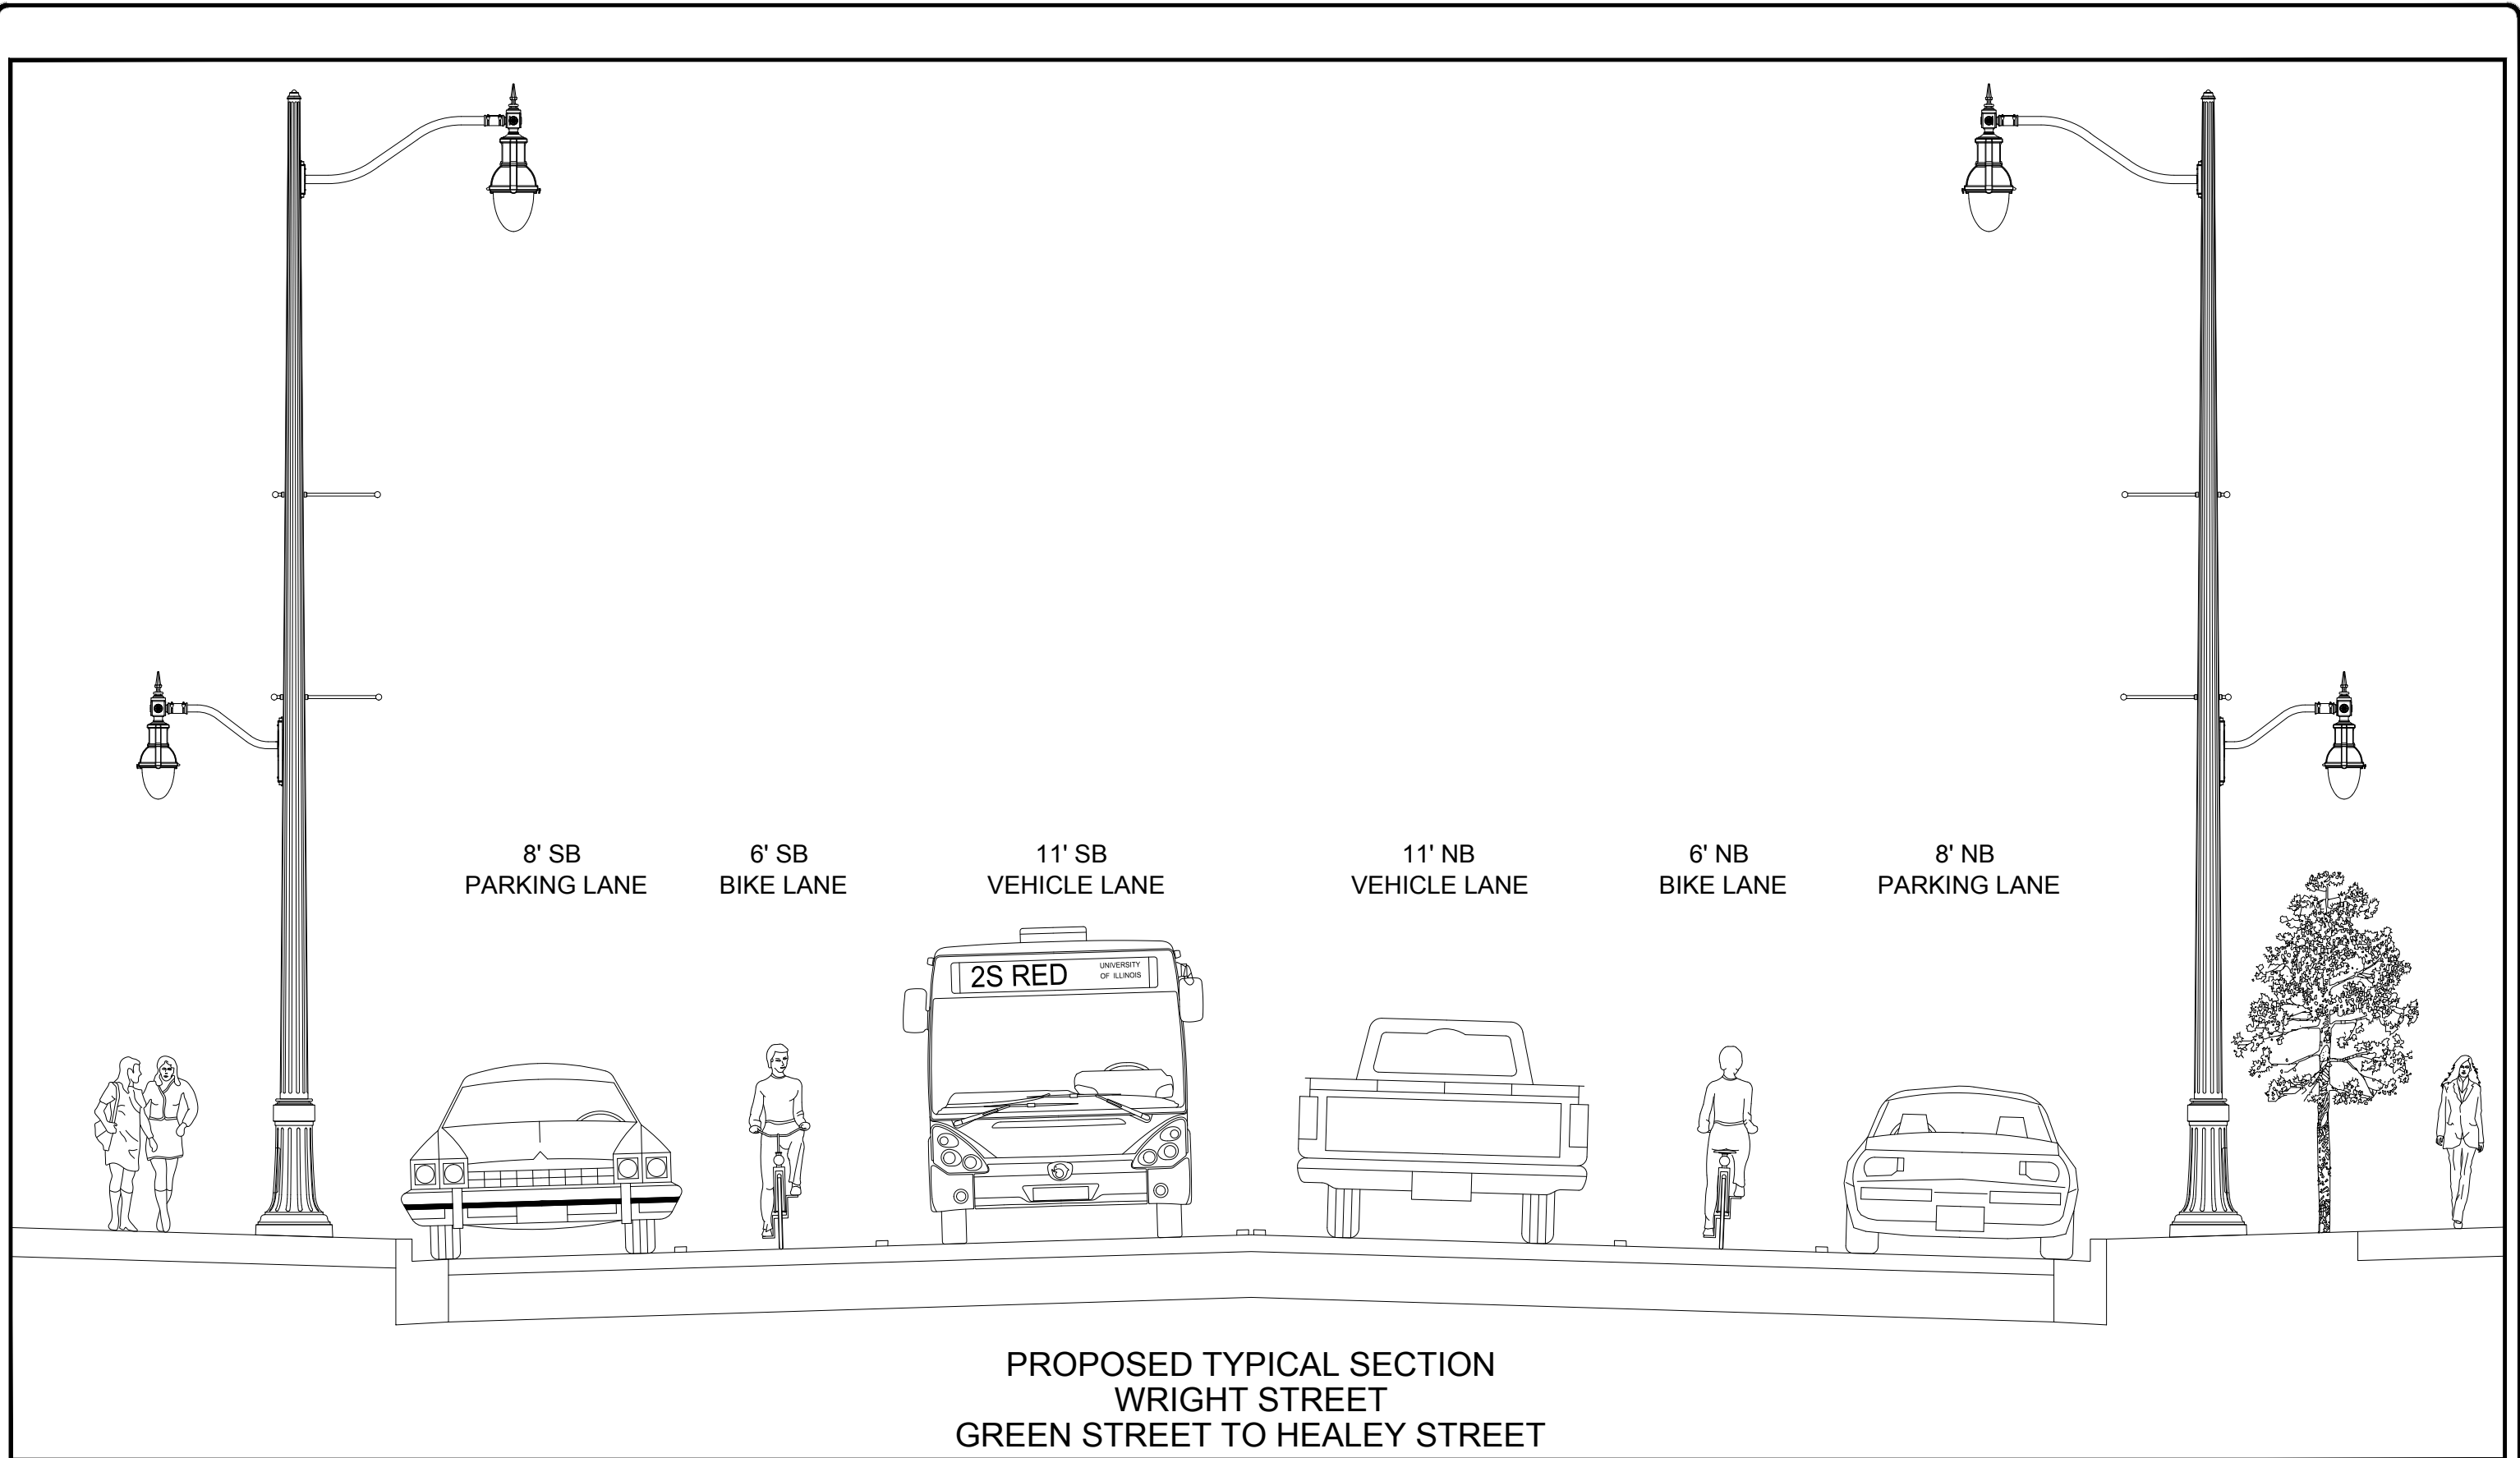 8' SB
PARKING LANE
6' SB
BIKE LANE
11' SB
VEHICLE LANE
11' NB
VEHICLE LANE
6' NB
BIKE LANE
8' NB
PARKING LANE
2S RED
UNIVERSITY
OF ILLINOIS
PROPOSED TYPICAL SECTION
WRIGHT STREET
GREEN STREET TO HEALEY STREET